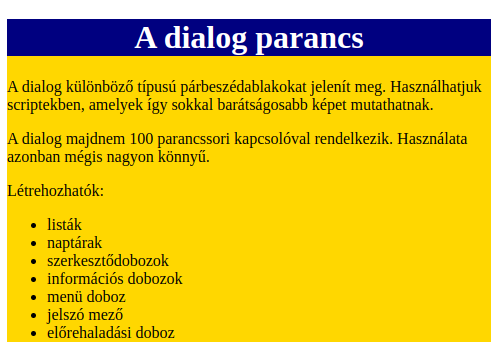 A dialog parancs
A dialog különböző típusú párbeszédablakokat jelenít meg. Használhatjuk
scriptekben, amelyek így sokkal barátságosabb képet mutathatnak.
A dialog majdnem 100 parancssori kapcsolóval rendelkezik. Használata
azonban mégis nagyon könnyű.
Létrehozhatók:
• listák
• naptárak
• szerkesztődobozok
• információs dobozok
• menü doboz
• jelszó mező
• előrehaladási doboz